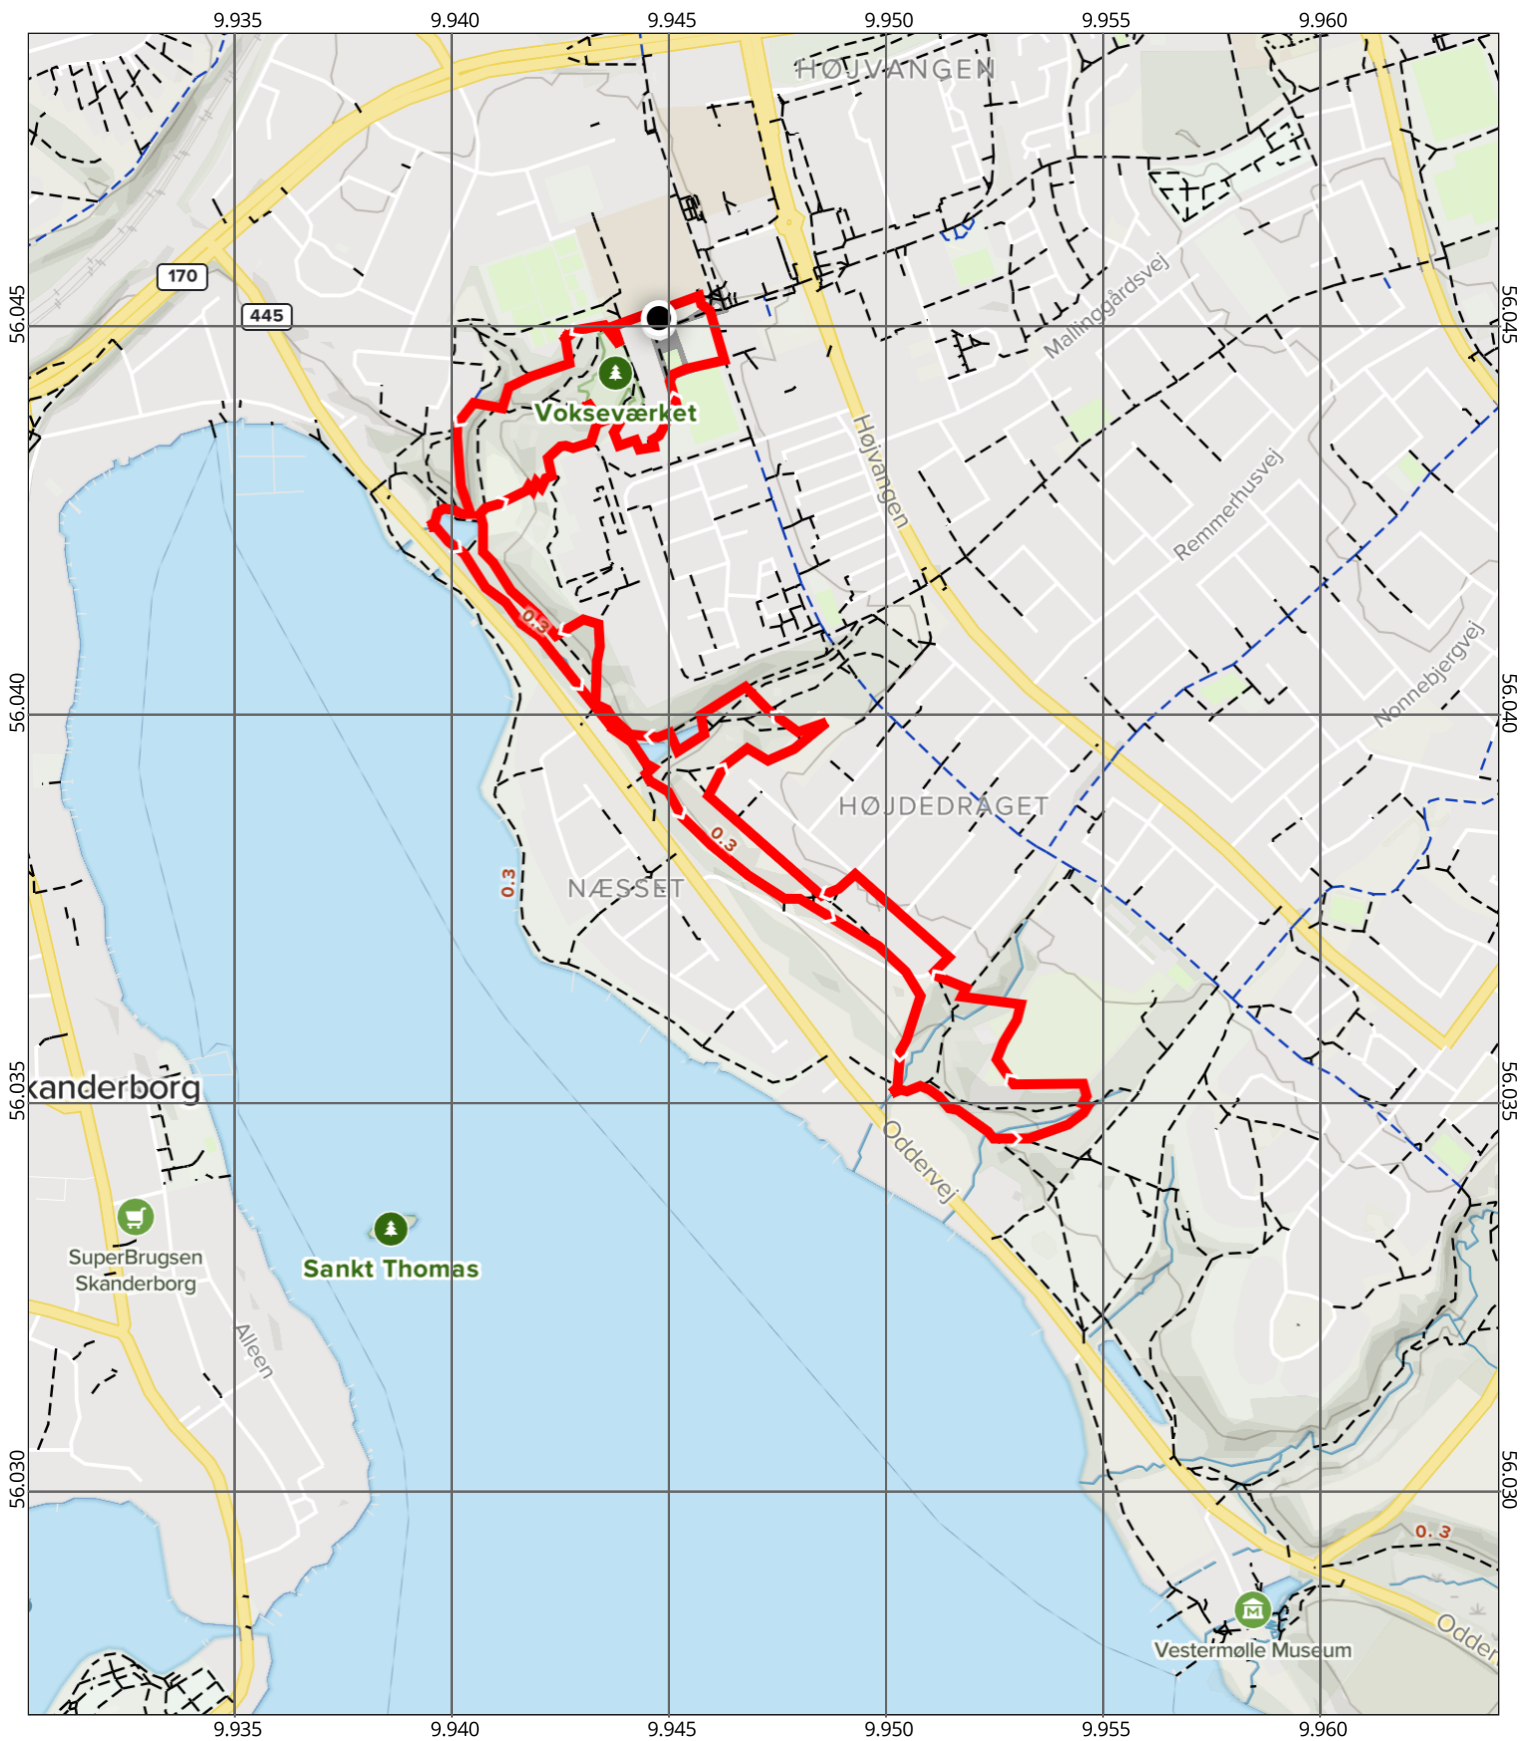 9.935 9.940 9.945 9.950 9.955 9.960
HØJVANGEN
170
445
56.045
56.045
Mallinggårdsvej
Vokseværket
Højvangen
Remmerhusvej
0.3
Nonnebjergvej
56.040
56.040
HØJDEDRAGET
0.3
0.3
NÆSSET
kanderborg
56.035
56.035
Oddervej
SuperBrugsen
Skanderborg
Sankt Thomas
Alleen
56.030
56.030
0.3
Vestermølle Museum
Odder
9.935 9.940 9.945 9.950 9.955 9.960